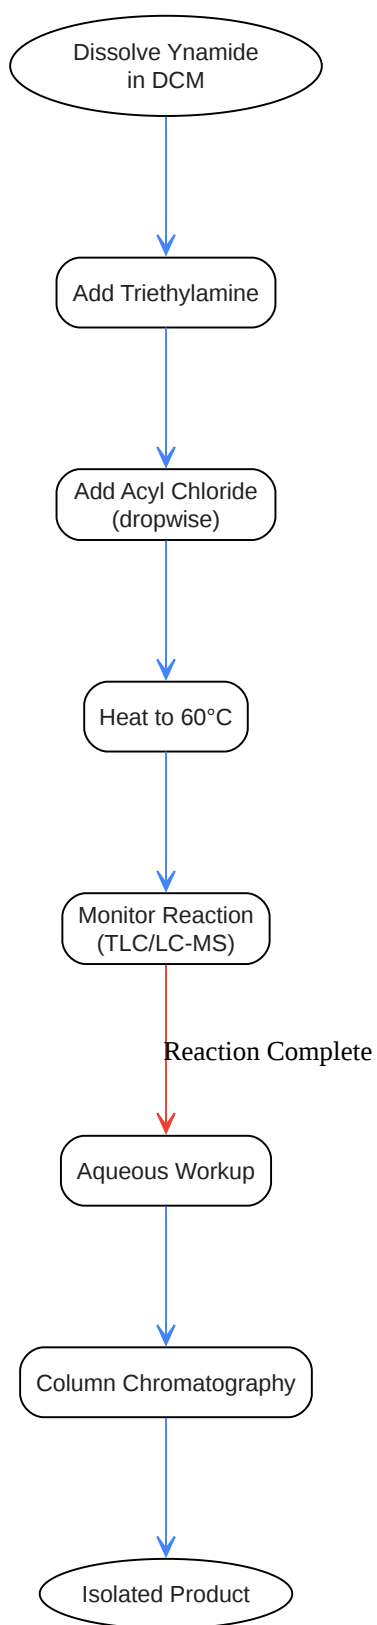 Dissolve Ynamide
in DCM
Add Triethylamine
Add Acyl Chloride
(dropwise)
Heat to 60°C
Monitor Reaction
(TLC/LC-MS)
Reaction Complete
Aqueous Workup
Column Chromatography
Isolated Product